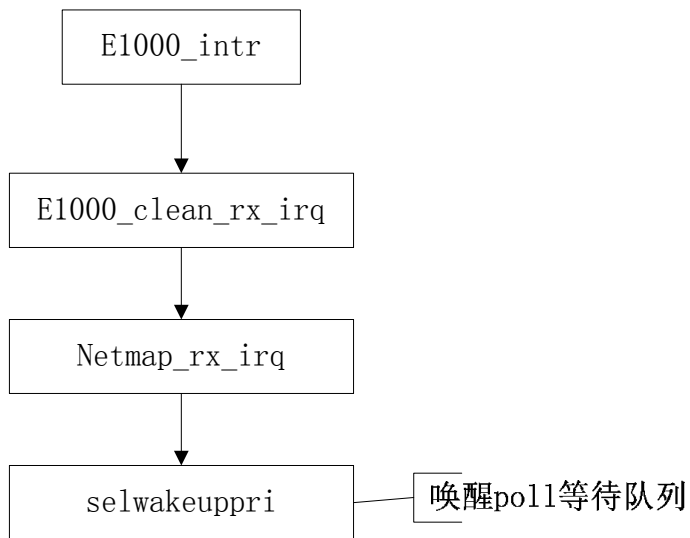 E1000_intr
E1000_clean_rx_irq
Netmap_rx_irq
selwakeuppri
唤醒poll等待队列